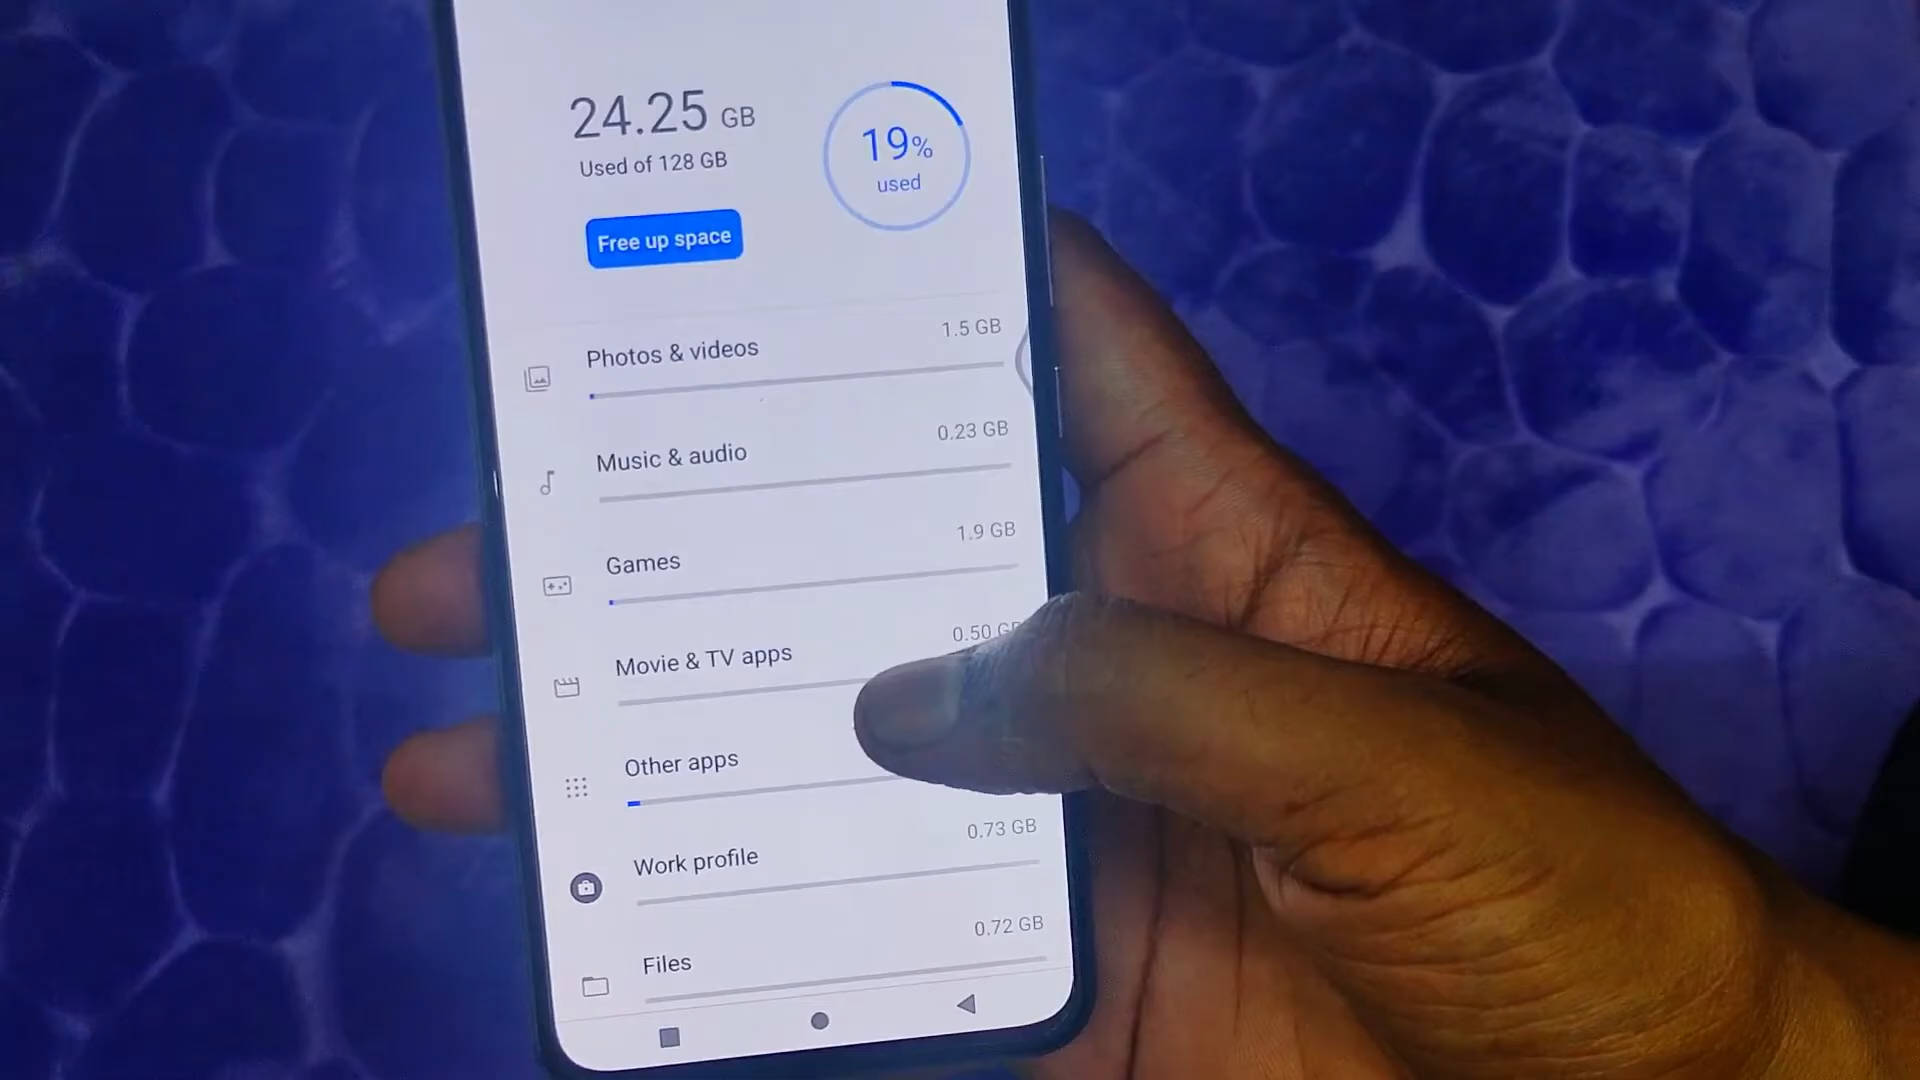 24.25 GB
Used of 128 GB
19%
used
Free up space
Photos & videos
1.5 GB
Music & audio
0.23 GB
Games
1.9 GB
Movie & TV apps
0.50 GB
Other apps
Work profile
0.73 GB
Files
0.72 GB